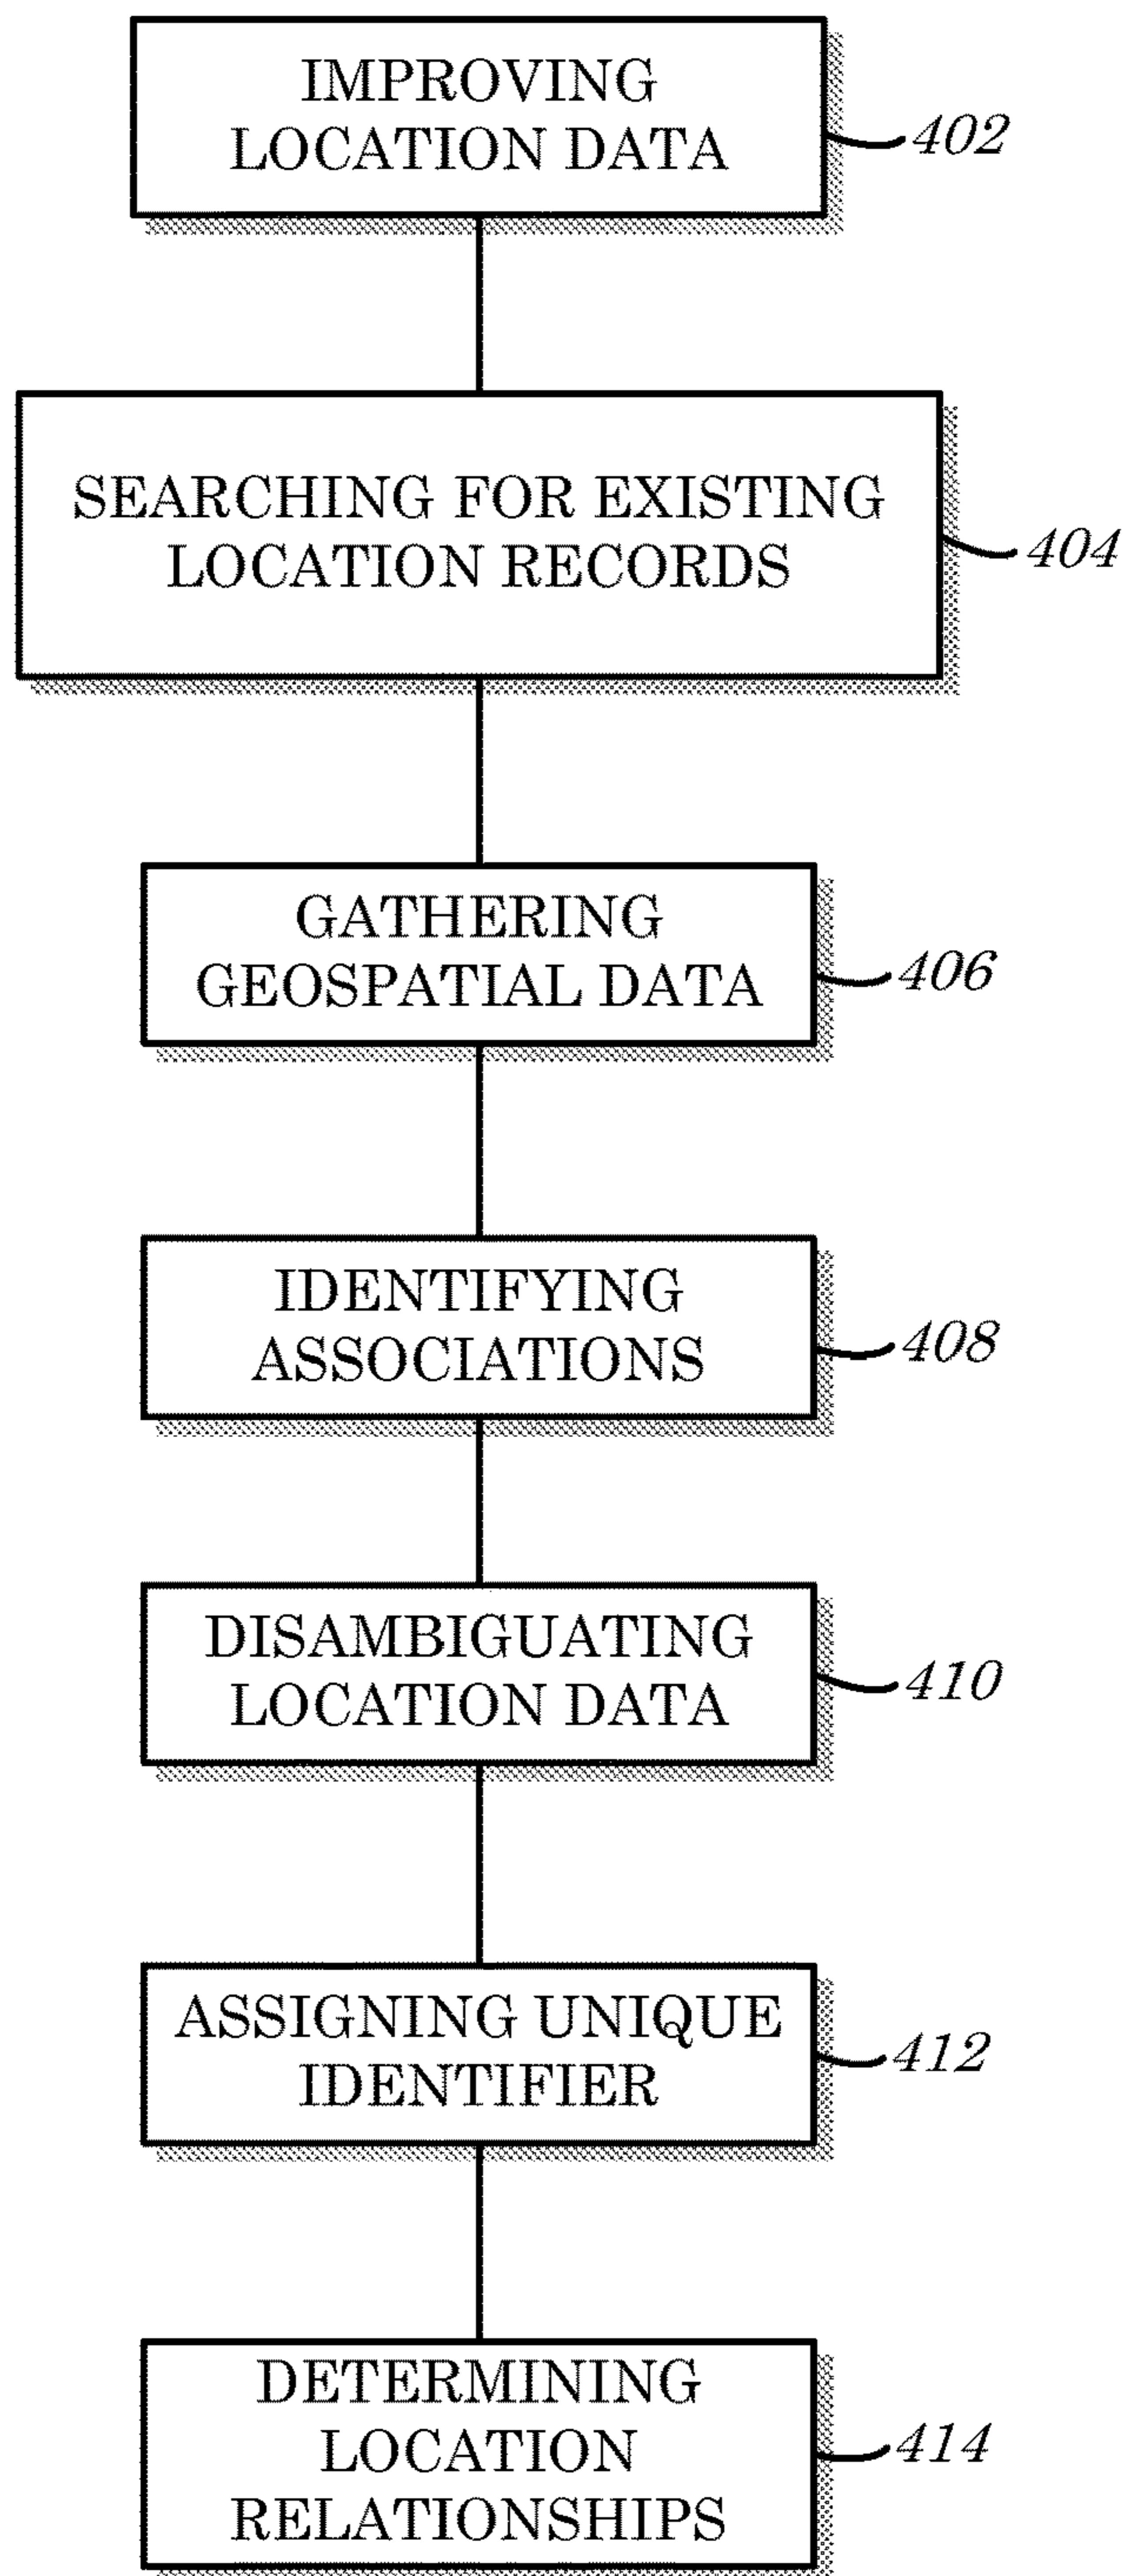 IMPROVING
LOCATION DATA
402
SEARCHING FOR EXISTING
LOCATION RECORDS
404
GATHERING
GEOSPATIAL DATA
406
IDENTIFYING
ASSOCIATIONS
408
DISAMBIGUATING
LOCATION DATA
410
ASSIGNING UNIQUE
IDENTIFIER
412
DETERMINING
LOCATION
RELATIONSHIPS
414